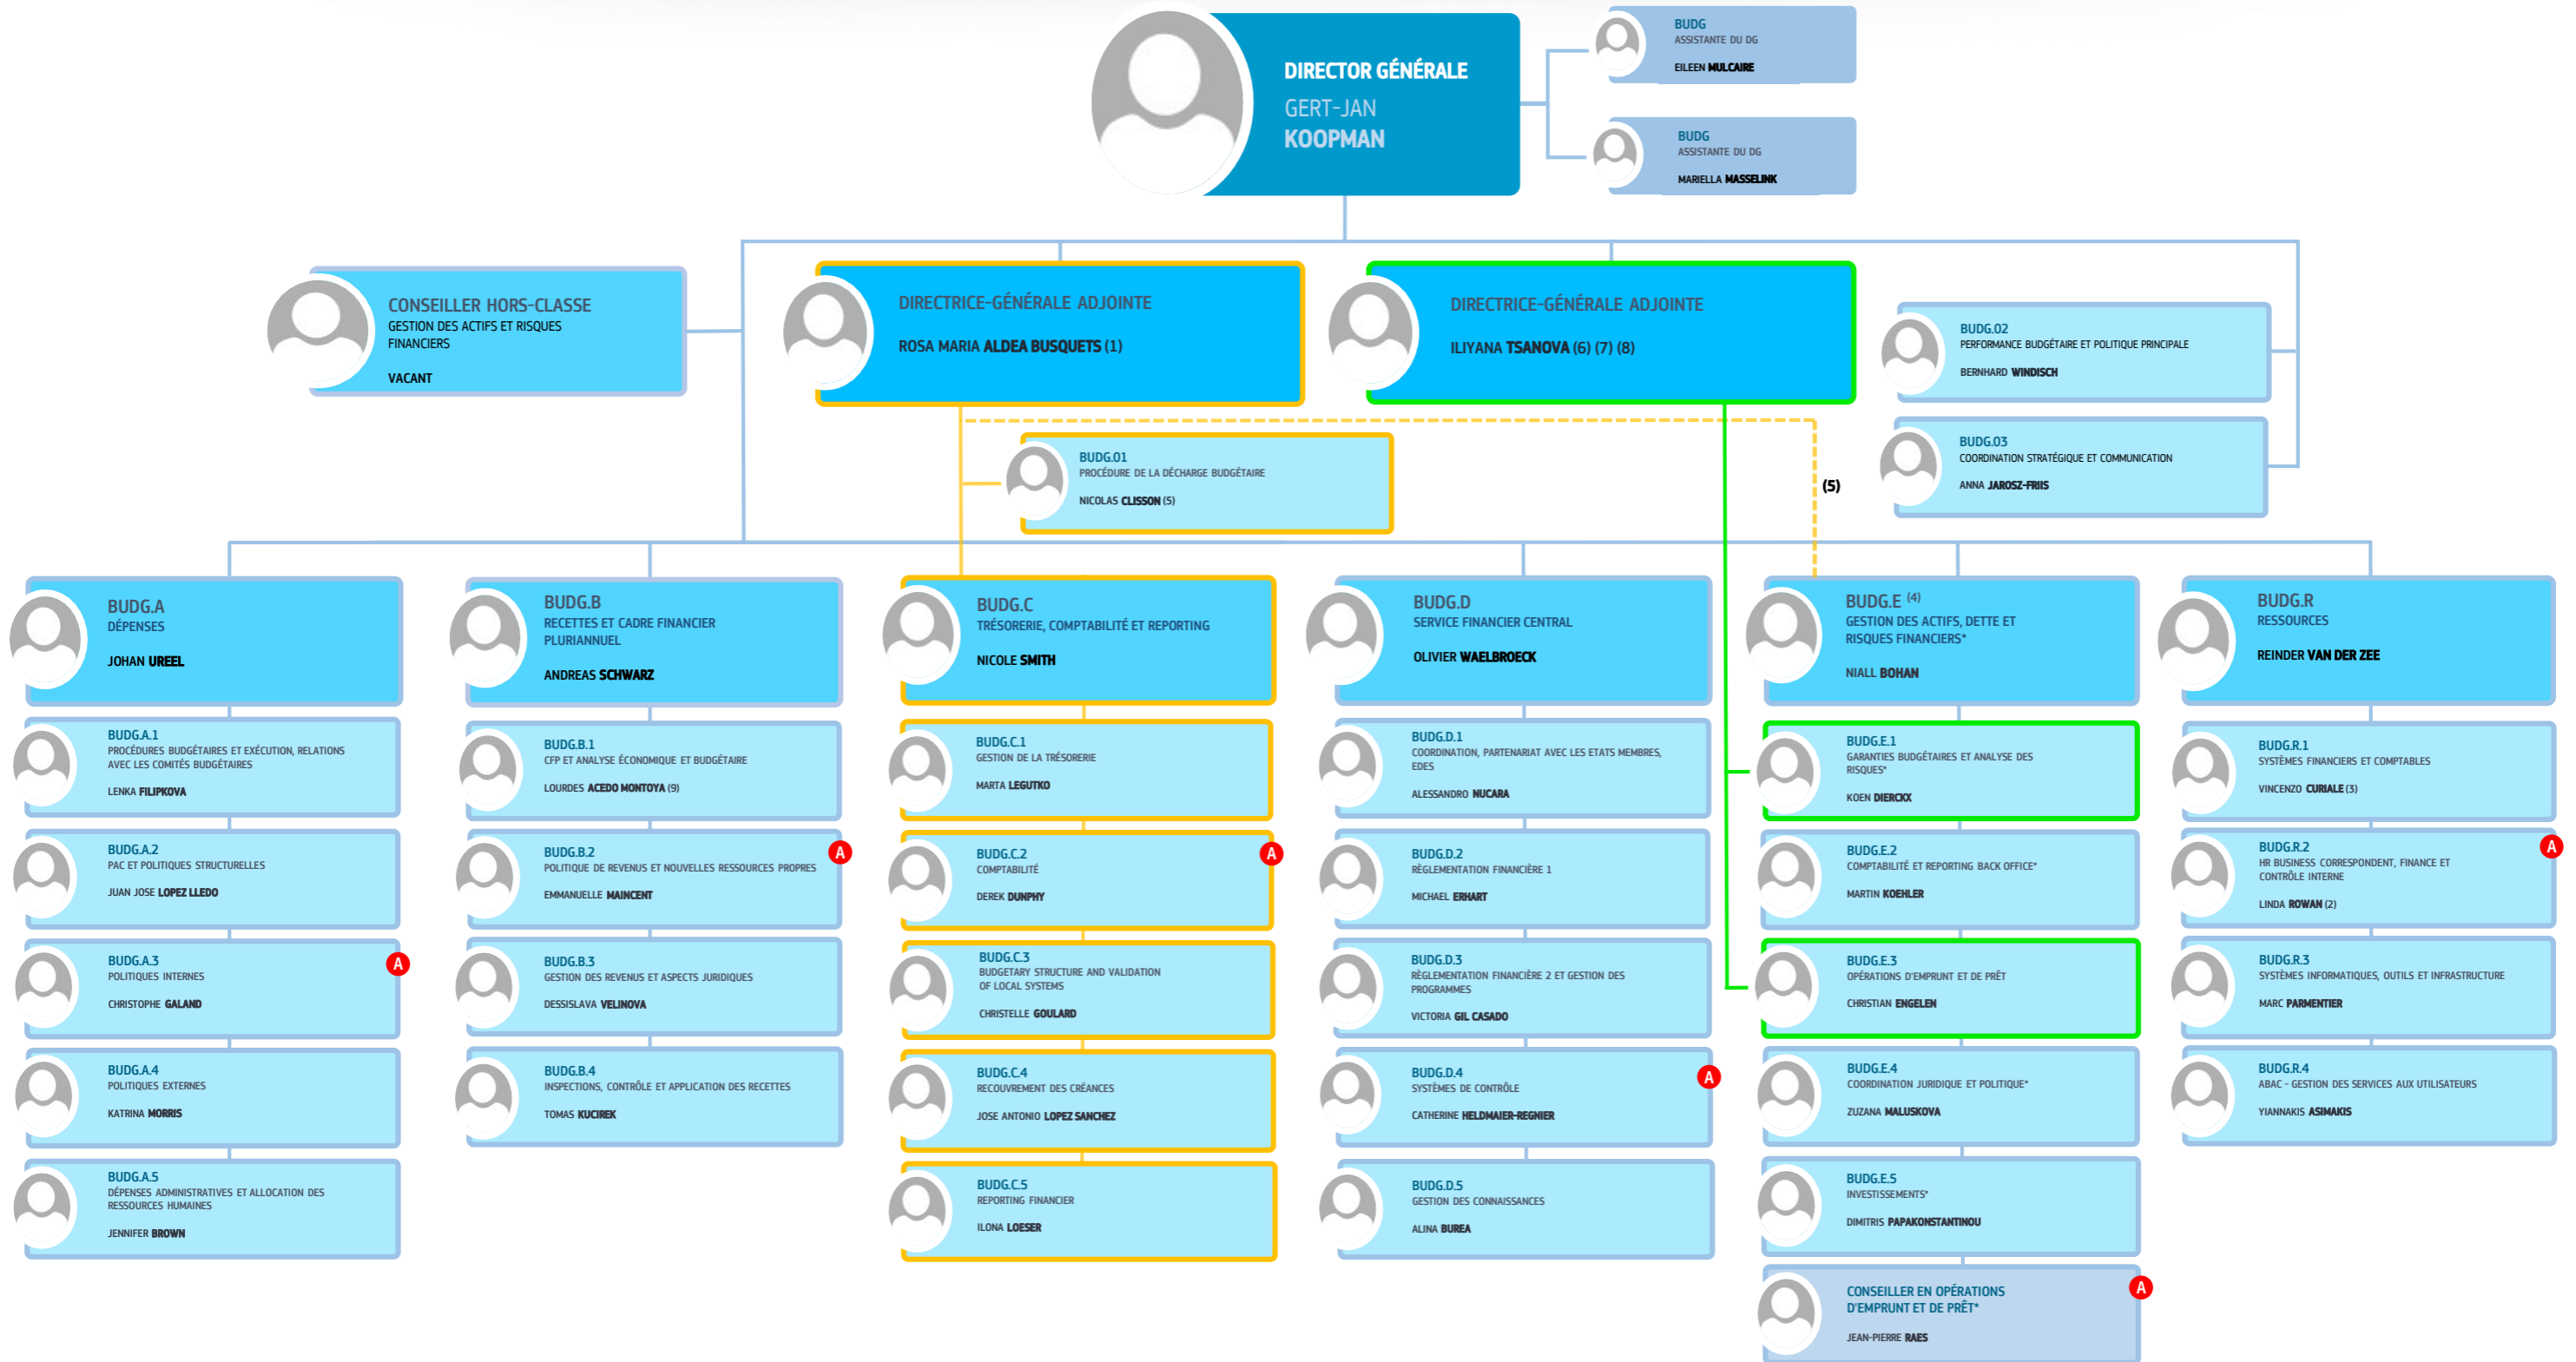 DIRECTOR GÉNÉRALE
GERT-JAN
KOOPMAN
BUDG
ASSISTANTE DU DG
EILEEN MULCAIRE
BUDG
ASSISTANTE DU DG
MARIELLA MASSELINK
CONSEILLER HORS-CLASSE
GESTION DES ACTIFS ET RISQUES
FINANCIERS
VACANT
DIRECTRICE-GÉNÉRALE ADJOINTE
ROSA MARIA ALDEA BUSQUETS (1)
DIRECTRICE-GÉNÉRALE ADJOINTE
ILIYANA TSANOVA (6) (7) (8)
BUDG.02
PERFORMANCE BUDGÉTAIRE ET POLITIQUE PRINCIPALE
BERNHARD WINDISCH
BUDG.03
COORDINATION STRATÉGIQUE ET COMMUNICATION
ANNA JAROSZ-FRIIS
BUDG.01
PROCÉDURE DE LA DÉCHARGE BUDGÉTAIRE
NICOLAS CLISSON (5)
(5)
BUDG.A
DÉPENSES
JOHAN UREEL
BUDG.A.1
PROCÉDURES BUDGÉTAIRES ET EXÉCUTION, RELATIONS
AVEC LES COMITÉS BUDGÉTAIRES
LENKA FILIPKOVA
BUDG.A.2
PAC ET POLITIQUES STRUCTURELLES
JUAN JOSE LOPEZ LLEDO
BUDG.A.3
POLITIQUES INTERNES
CHRISTOPHE GALAND
A
BUDG.A.4
POLITIQUES EXTERNES
KATRINA MORRIS
BUDG.A.5
DÉPENSES ADMINISTRATIVES ET ALLOCATION DES
RESSOURCES HUMAINES
JENNIFER BROWN
BUDG.B
RECETTES ET CADRE FINANCIER
PLURIANNUEL
ANDREAS SCHWARZ
BUDG.B.1
CFP ET ANALYSE ÉCONOMIQUE ET BUDGÉTAIRE
LOURDES ACEDO MONTOYA (9)
BUDG.B.2
POLITIQUE DE REVENUS ET NOUVELLES RESSOURCES PROPRES
EMMANUELLE MAINCENT
A
BUDG.B.3
GESTION DES REVENUS ET ASPECTS JURIDIQUES
DESSISLAVA VELINOVA
BUDG.B.4
INSPECTIONS, CONTRÔLE ET APPLICATION DES RECETTES
TOMAS KUCIREK
BUDG.C
TRÉSORERIE, COMPTABILITÉ ET REPORTING
NICOLE SMITH
BUDG.C.1
GESTION DE LA TRÉSORERIE
MARTA LEGUTKO
BUDG.C.2
COMPTABILITÉ
DEREK DUNPHY
A
BUDG.C.3
BUDGETARY STRUCTURE AND VALIDATION
OF LOCAL SYSTEMS
CHRISTELLE GOULARD
BUDG.C.4
RECOUVREMENT DES CRÉANCES
JOSE ANTONIO LOPEZ SANCHEZ
BUDG.C.5
REPORTING FINANCIER
ILONA LOESER
BUDG.D
SERVICE FINANCIER CENTRAL
OLIVIER WAELBROECK
BUDG.D.1
COORDINATION, PARTENARIAT AVEC LES ETATS MEMBRES,
EDES
ALESSANDRO NUCARA
BUDG.D.2
RÈGLEMENTATION FINANCIÈRE 1
MICHAEL ERHART
BUDG.D.3
RÈGLEMENTATION FINANCIÈRE 2 ET GESTION DES
PROGRAMMES
VICTORIA GIL CASADO
BUDG.D.4
SYSTÈMES DE CONTRÔLE
CATHERINE HELDMAIER-REGNIER
A
BUDG.D.5
GESTION DES CONNAISSANCES
ALINA BUREA
BUDG.E (4)
GESTION DES ACTIFS, DETTE ET
RISQUES FINANCIERS*
NIALL BOHAN
BUDG.E.1
GARANTIES BUDGÉTAIRES ET ANALYSE DES
RISQUES*
KOEN DIERCKX
BUDG.E.2
COMPTABILITÉ ET REPORTING BACK OFFICE*
MARTIN KOEHLER
BUDG.E.3
OPÉRATIONS D'EMPRUNT ET DE PRÊT
CHRISTIAN ENGELEN
BUDG.E.4
COORDINATION JURIDIQUE ET POLITIQUE*
ZUZANA MALUSKOVA
BUDG.E.5
INVESTISSEMENTS*
DIMITRIS PAPAKONSTANTINOU
CONSEILLER EN OPÉRATIONS
D'EMPRUNT ET DE PRÊT*
JEAN-PIERRE RAES
A
BUDG.R
RESSOURCES
REINDER VAN DER ZEE
BUDG.R.1
SYSTÈMES FINANCIERS ET COMPTABLES
VINCENZO CURIALE (3)
BUDG.R.2
HR BUSINESS CORRESPONDENT, FINANCE ET
CONTRÔLE INTERNE
LINDA ROWAN (2)
A
BUDG.R.3
SYSTÈMES INFORMATIQUES, OUTILS ET INFRASTRUCTURE
MARC PARMENTIER
BUDG.R.4
ABAC - GESTION DES SERVICES AUX UTILISATEURS
YIANNAKIS ASIMAKIS